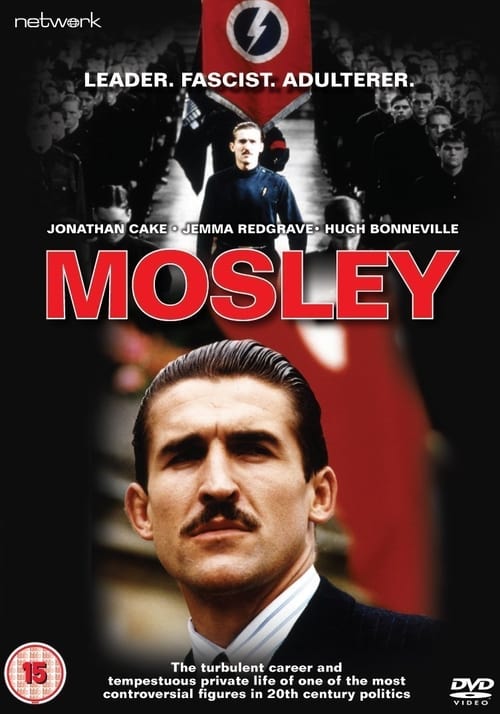 network
LEADER. FASCIST. ADULTERER.
JONATHAN CAKE • JEMMA REDGRAVE • HUGH BONNEVILLE
MOSLEY
15
The turbulent career and
tempestuous private life of one of the most
controversial figures in 20th century politics
DVD
VIDEO